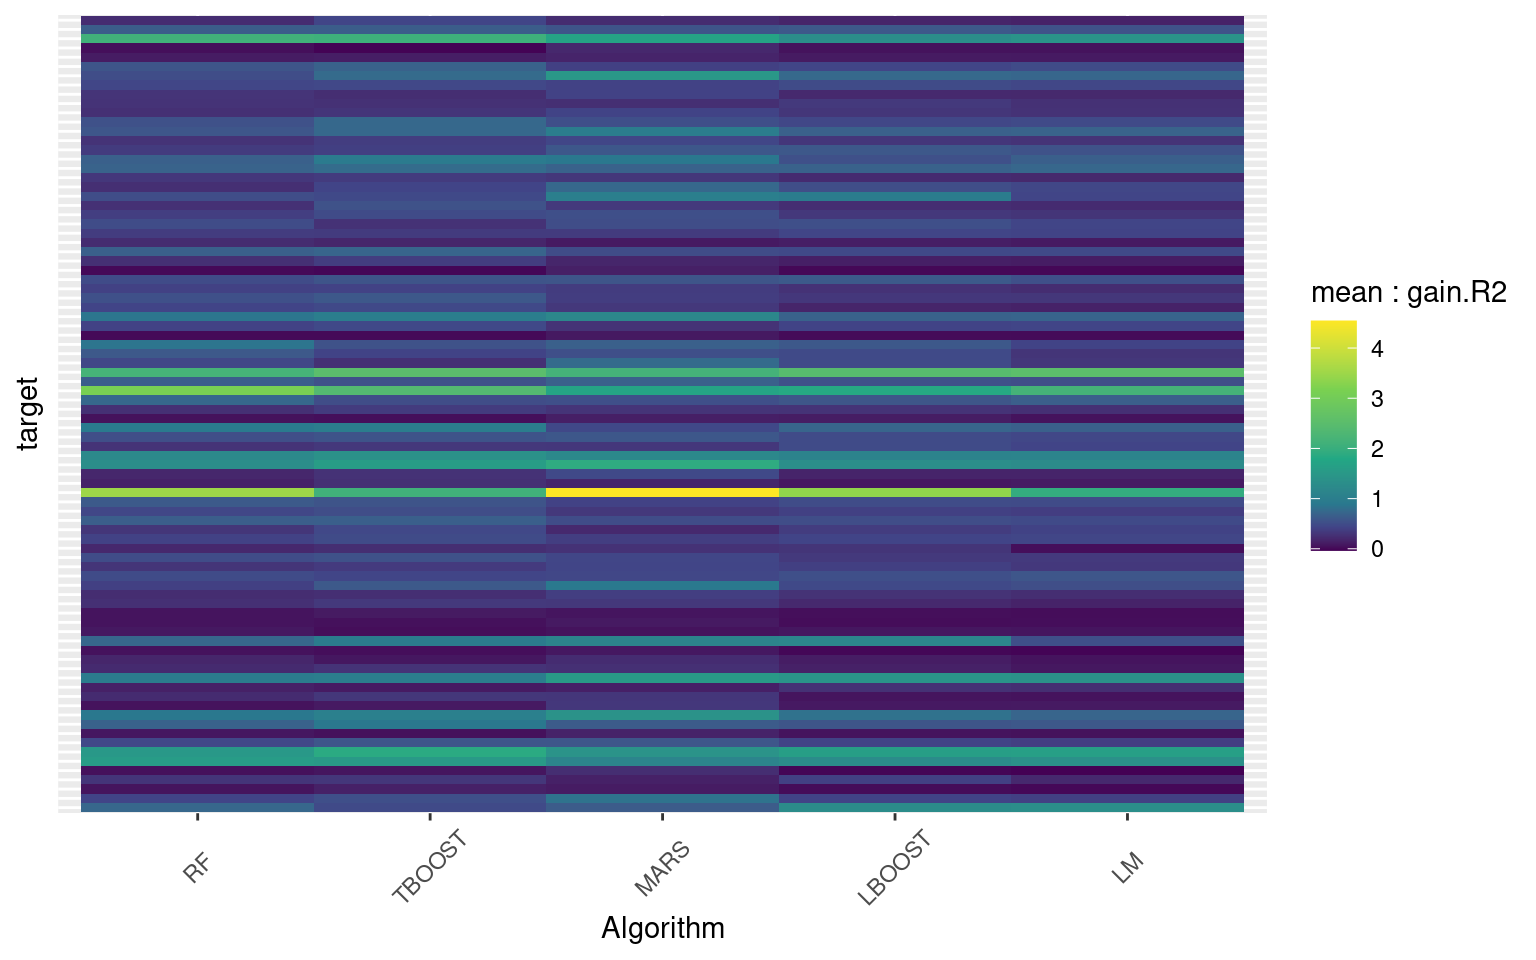 target
RF
TBOOST
MARS
LBOOST
LM
Algorithm
mean : gain.R2
4
3
2
1
0